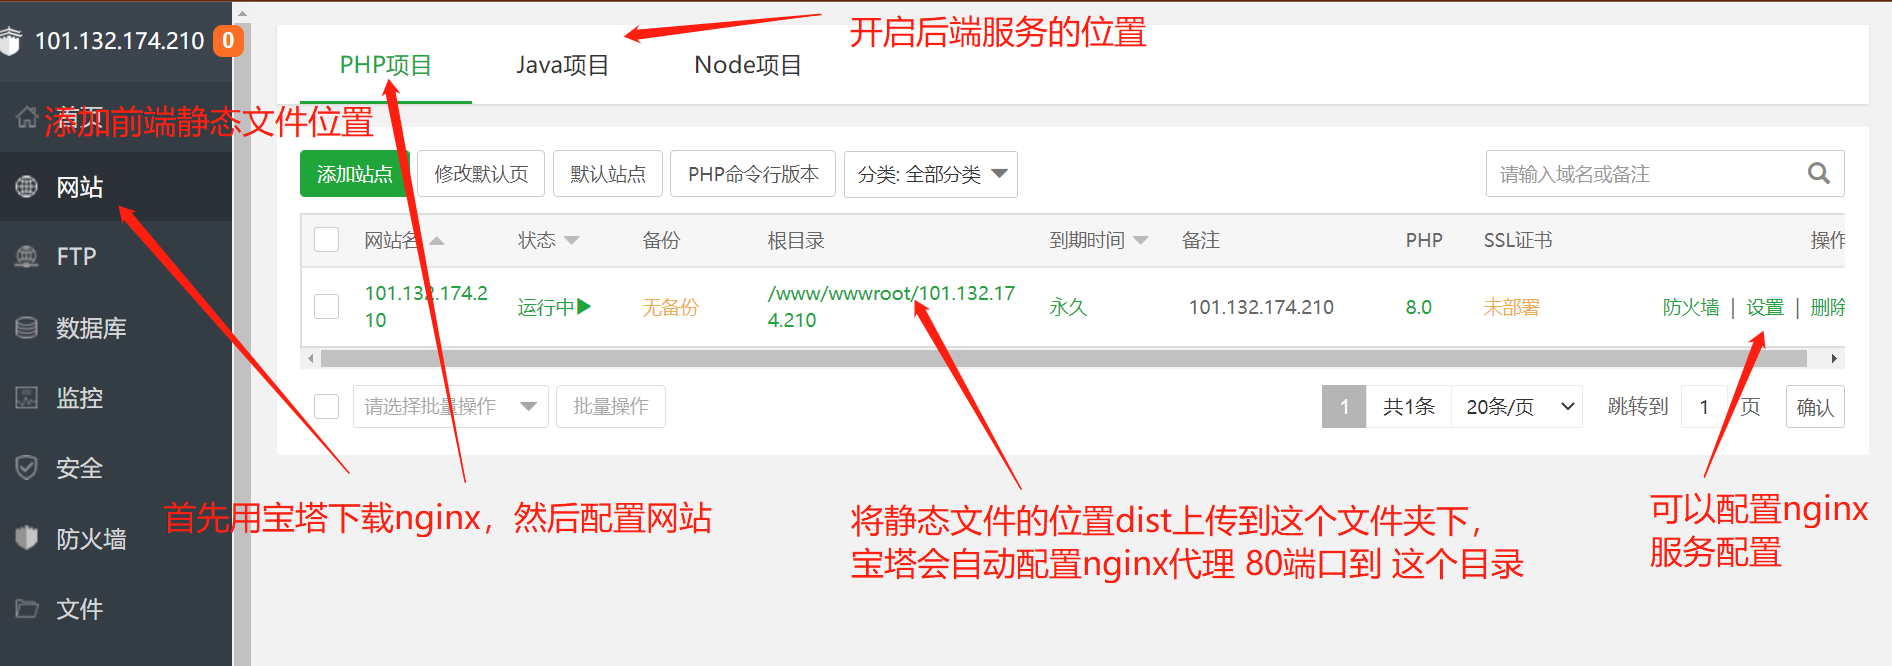 101.132.174.210 0
首页
网站
FTP
数据库
监控
安全
防火墙
文件
添加前端静态文件位置
开启后端服务的位置
PHP项目 Java项目 Node项目
添加站点 修改默认页 默认站点 PHP命令行版本 分类: 全部分类 请输入域名或备注
网站名 状态 备份 根目录 到期时间 备注 PHP SSL证书 操作
101.132.174.2 /www/wwwroot/101.132.17
10 运行中 无备份 4.210 永久 101.132.174.210 8.0 未部署 防火墙 | 设置 | 删除
请选择批量操作 批量操作 1 共1条 20条/页 跳转到 1 页 确认
首先用宝塔下载nginx，然后配置网站
将静态文件的位置dist上传到这个文件夹下，
宝塔会自动配置nginx代理 80端口到 这个目录
可以配置nginx
服务配置